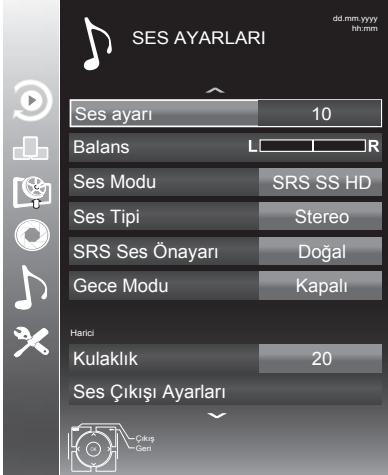 SES AYARLARI
dd.mm.yyyy
hh:mm
Ses ayarı 10
Balans L R
Ses Modu SRS SS HD
Ses Tipi Stereo
SRS Ses Önayarı Doğal
Gece Modu Kapalı
Harici
Kulaklık 20
Ses Çıkışı Ayarları
OK
Çıkış
Geri